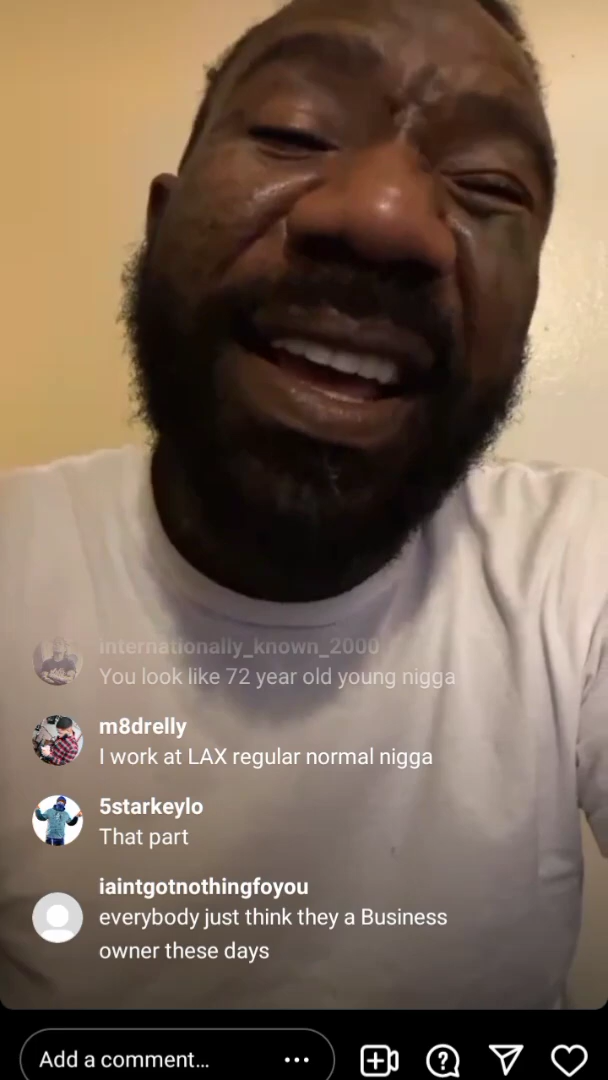 internationally_known_2000
You look like 72 year old young nigga
m8drelly
I work at LAX regular normal nigga
5starkeylo
That part
iaintgotnothingfoyou
everybody just think they a Business
owner these days
Add a comment...